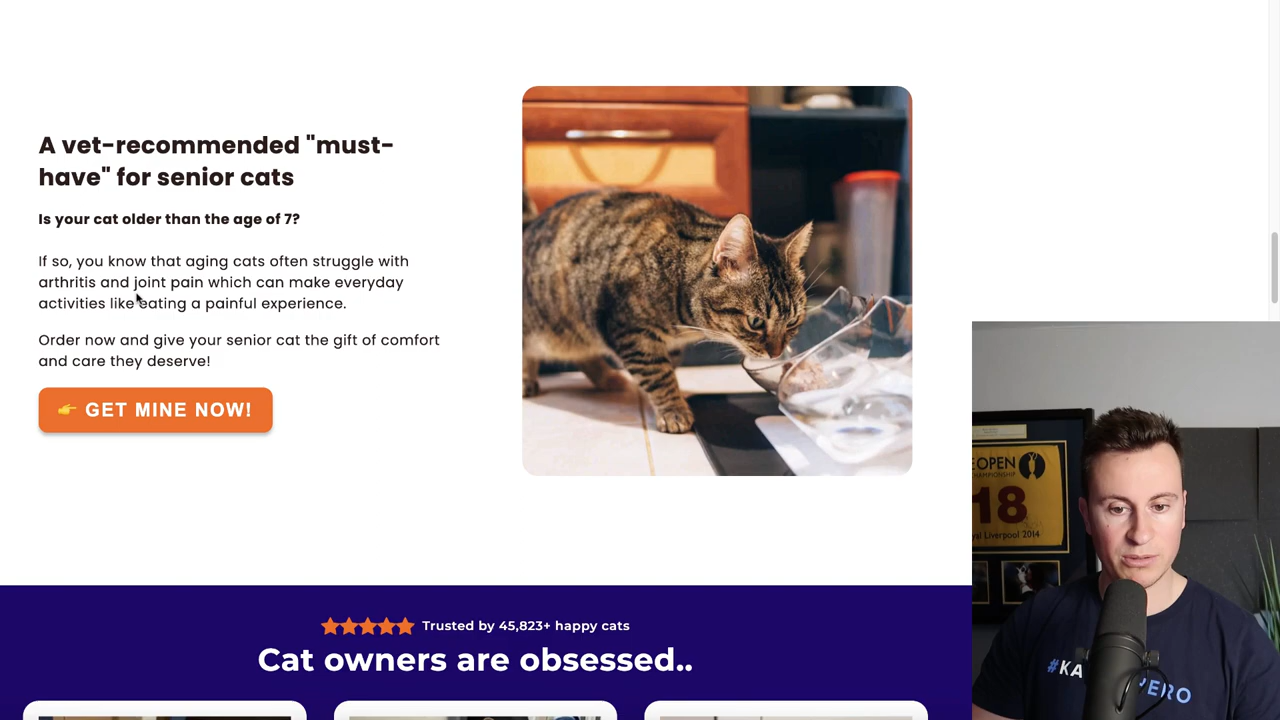 A vet-recommended "must-
have" for senior cats
Is your cat older than the age of 7?
If so, you know that aging cats often struggle with
arthritis and joint pain which can make everyday
activities like eating a painful experience.
Order now and give your senior cat the gift of comfort
and care they deserve!
👉 GET MINE NOW!
Trusted by 45,823+ happy cats
Cat owners are obsessed..
OPEN
18
Liverpool 2014
#KA